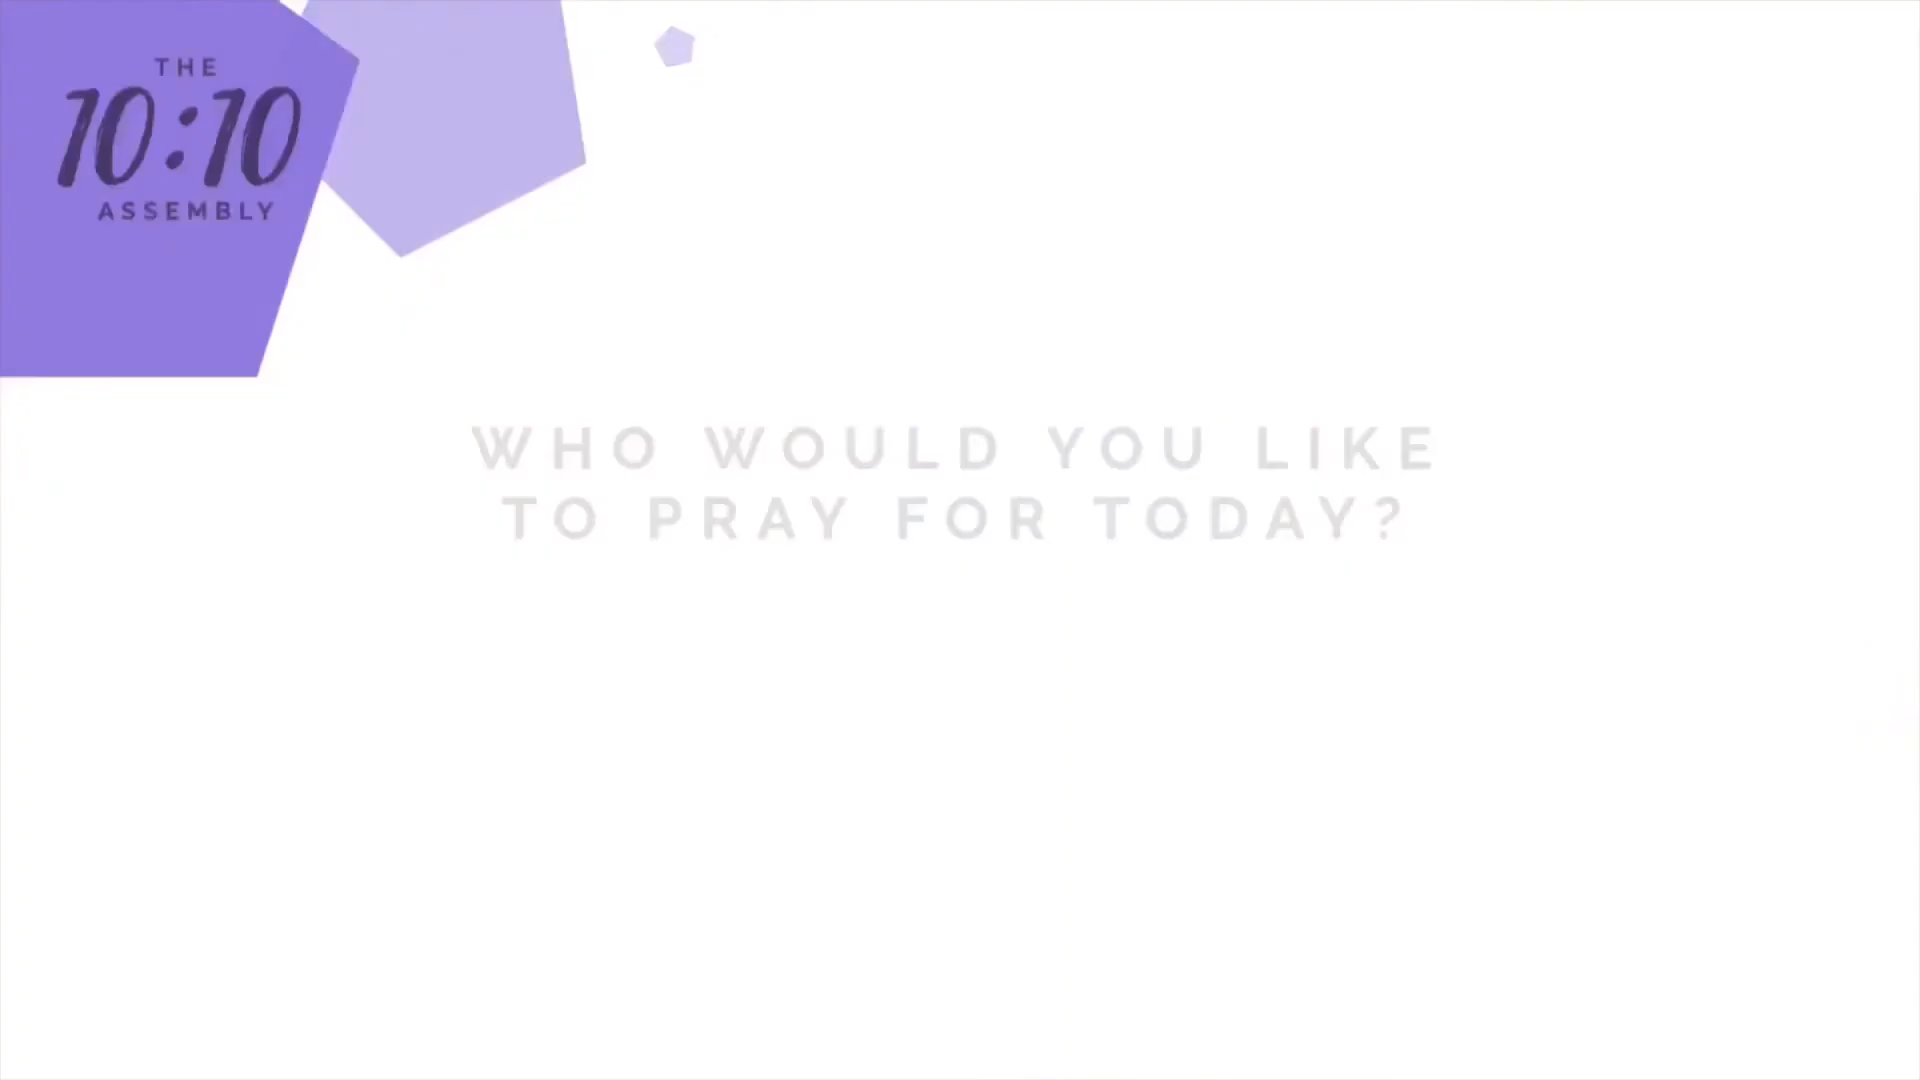 THE
10:10
ASSEMBLY
WHO WOULD YOU LIKE
TO PRAY FOR TODAY?